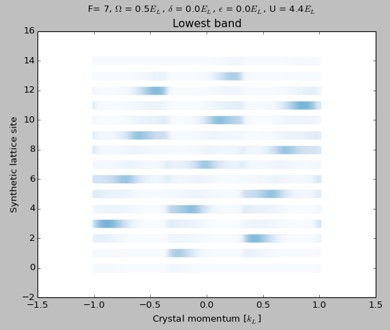 F= 7, Ω = 0.5E_L, δ = 0.0E_L, ϵ = 0.0E_L, U = 4.4E_L
Lowest band
16
14
12
10
8
6
4
2
0
−2
Synthetic lattice site
−1.5 −1.0 −0.5 0.0 0.5 1.0 1.5
Crystal momentum [k_L]